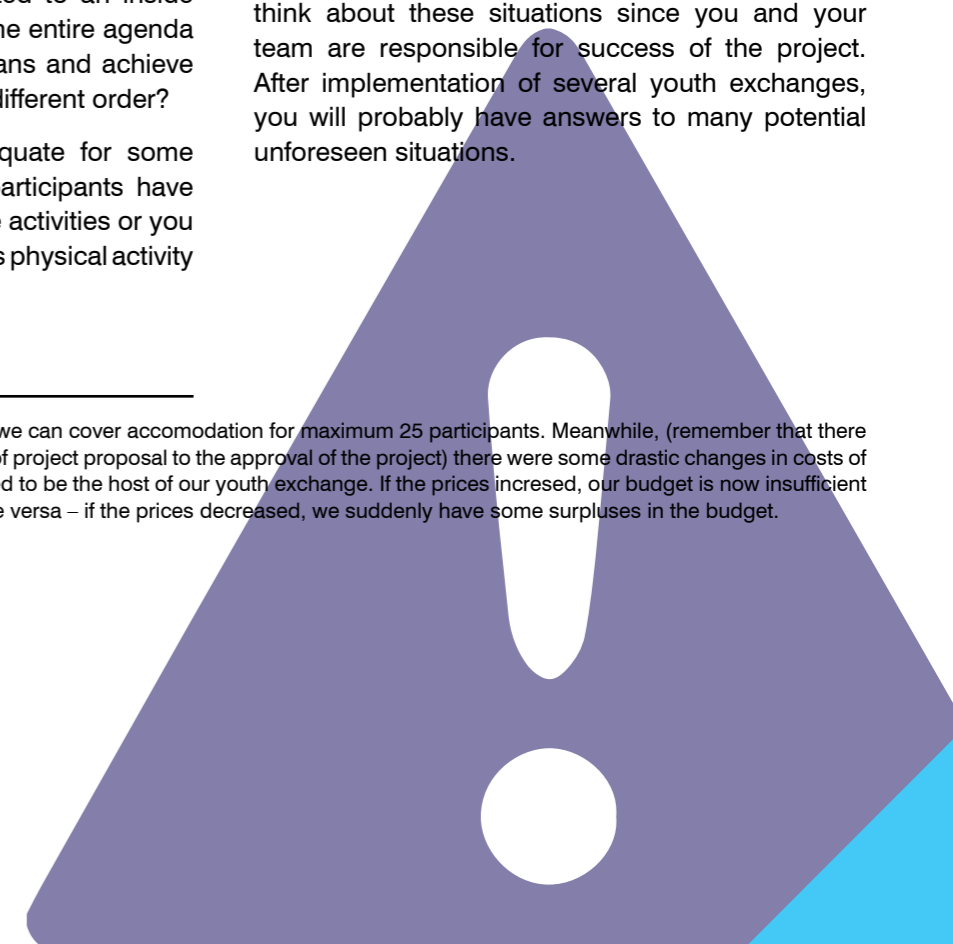 ne entire agenda
ans and achieve
different order?
quate for some
articipants have
e activities or you
s physical activity
think about these situations since you and your
team are responsible for success of the project.
After implementation of several youth exchanges,
you will probably have answers to many potential
unforeseen situations.
we can cover accomodation for maximum 25 participants. Meanwhile, (remember that there
of project proposal to the approval of the project) there were some drastic changes in costs of
ed to be the host of our youth exchange. If the prices incresed, our budget is now insufficient
e versa – if the prices decreased, we suddenly have some surpluses in the budget.